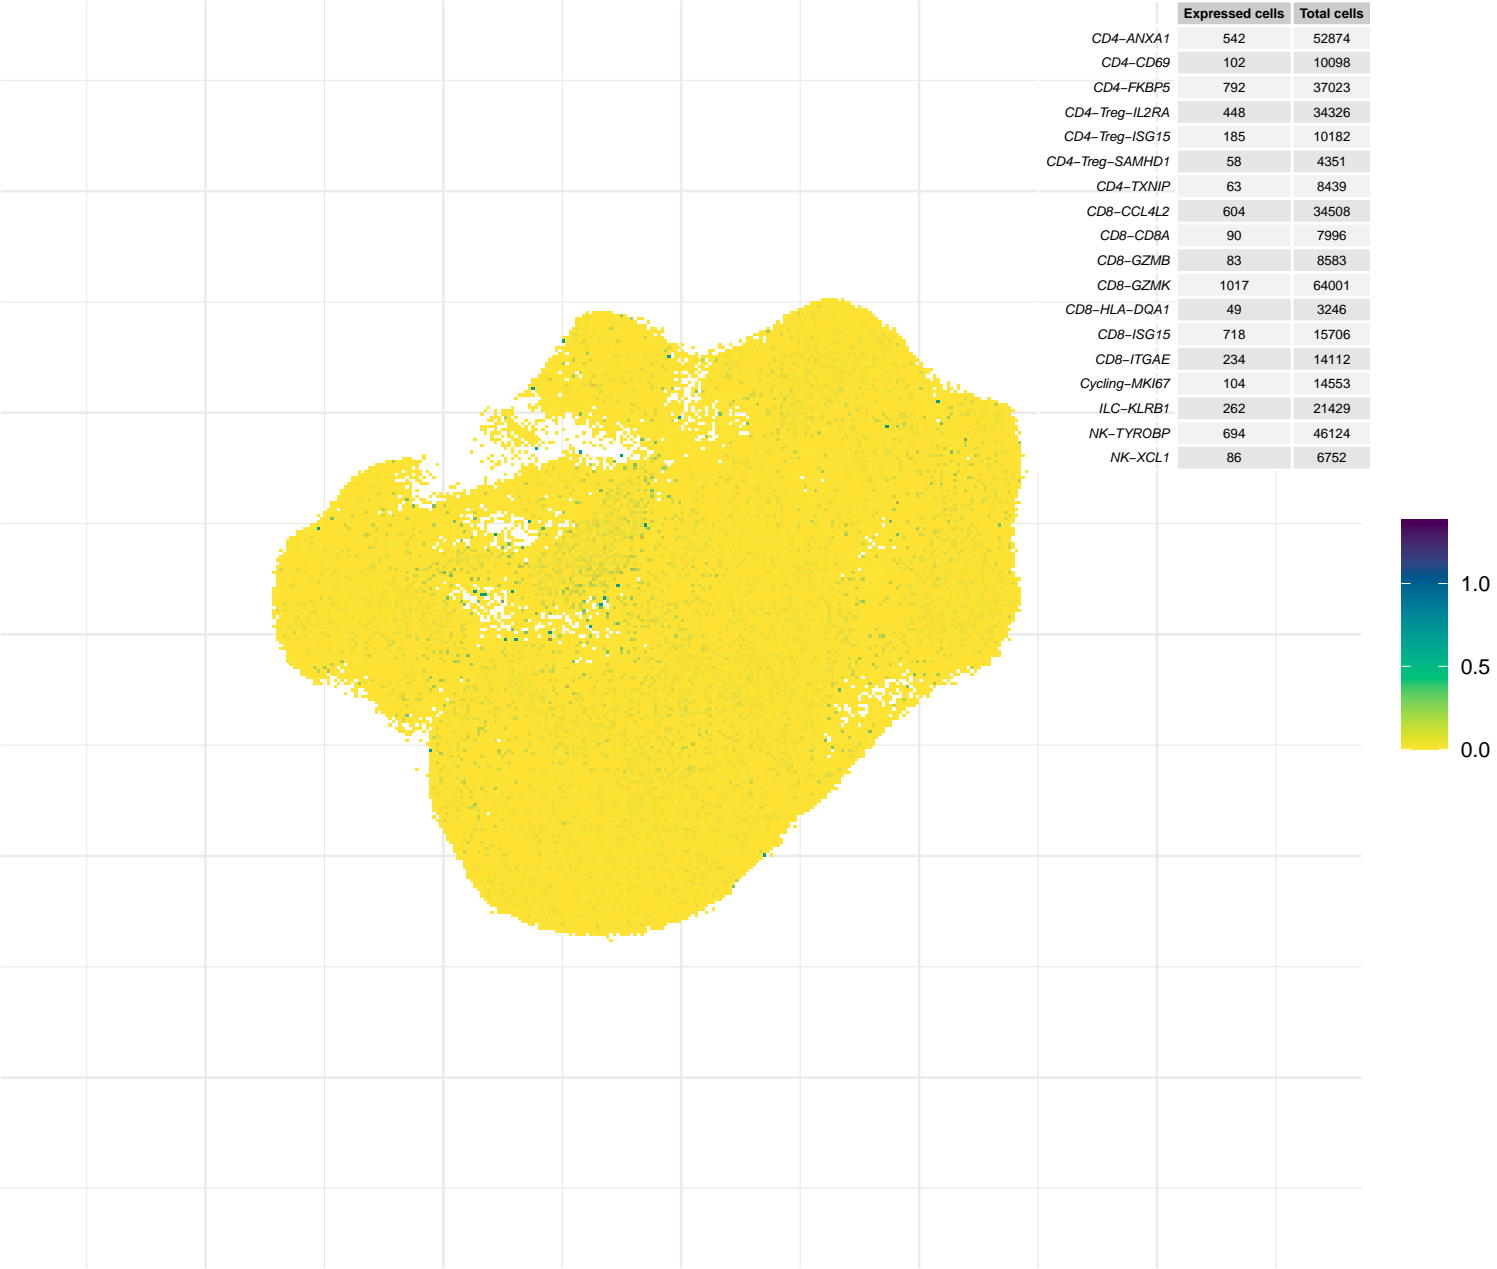 Expressed cells Total cells
CD4−ANXA1 542 52874
CD4−CD69 102 10098
CD4−FKBP5 792 37023
CD4−Treg−IL2RA 448 34326
CD4−Treg−ISG15 185 10182
CD4−Treg−SAMHD1 58 4351
CD4−TXNIP 63 8439
CD8−CCL4L2 604 34508
CD8−CD8A 90 7996
CD8−GZMB 83 8583
CD8−GZMK 1017 64001
CD8−HLA−DQA1 49 3246
CD8−ISG15 718 15706
CD8−ITGAE 234 14112
Cycling−MKI67 104 14553
ILC−KLRB1 262 21429
NK−TYROBP 694 46124
NK−XCL1 86 6752
1.0
0.5
0.0